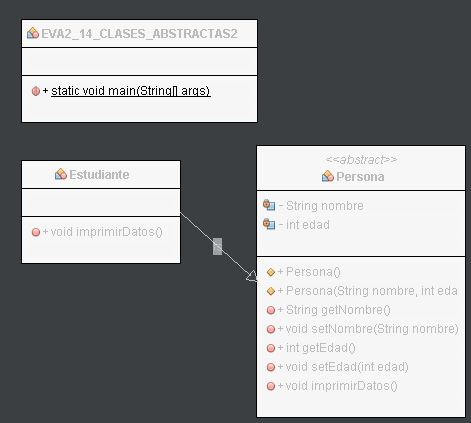 EVA2_14_CLASES_ABSTRACTAS2
+ static void main(String[] args)
Estudiante
+ void imprimirDatos()
<<abstract>>
Persona
- String nombre
- int edad
+ Persona()
+ Persona(String nombre, int eda
+ String getNombre()
+ void setNombre(String nombre)
+ int getEdad()
+ void setEdad(int edad)
+ void imprimirDatos()